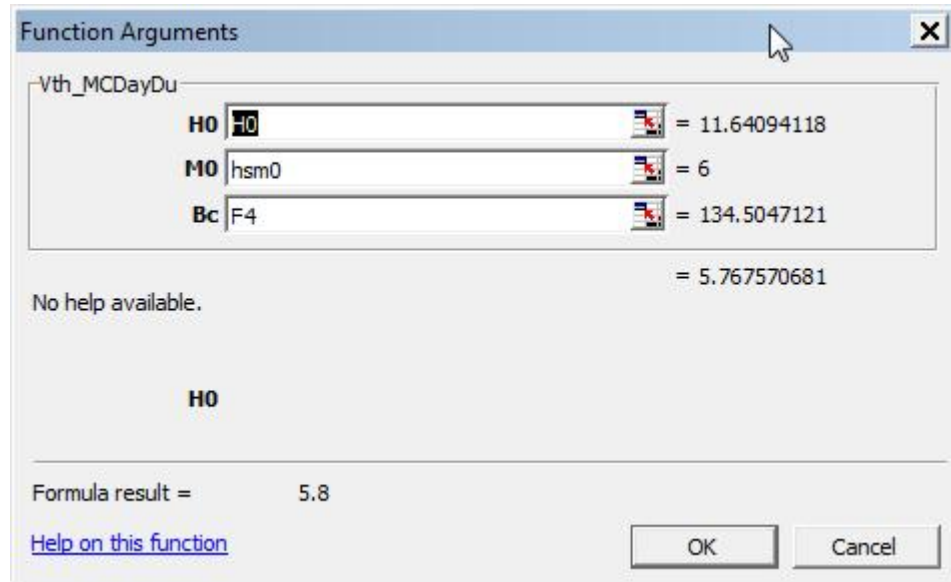 Function Arguments
Vth_MCDayDu
H0 H0 = 11.64094118
M0 hsm0 = 6
Bc F4 = 134.5047121
= 5.767570681
No help available.
H0
Formula result = 5.8
Help on this function OK Cancel